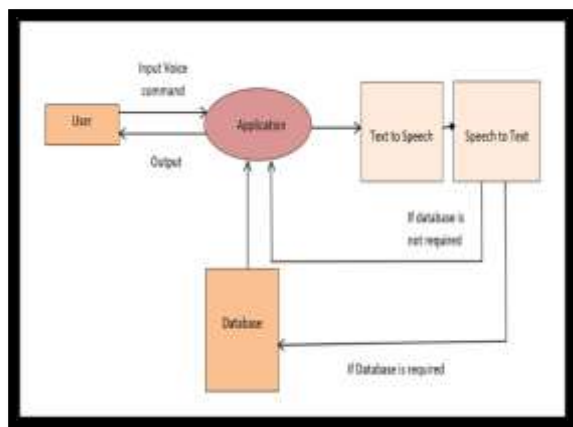 Input Voice
command
User
Application
Text to Speech
Speech to Text
Output
If database is
not required
Database
If Database is required